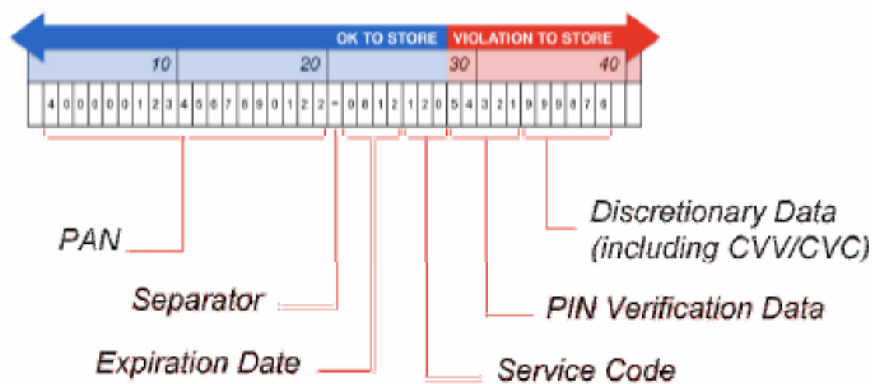 OK TO STORE VIOLATION TO STORE
10 20 30 40
4 0 0 0 0 0 1 2 3 4 5 6 7 8 9 0 1 2 2 = 0 8 1 2 1 2 0 5 4 3 2 1 9 9 9 8 7 6
Discretionary Data
PAN
(including CVV/CVC)
Separator
PIN Verification Data
Expiration Date
Service Code